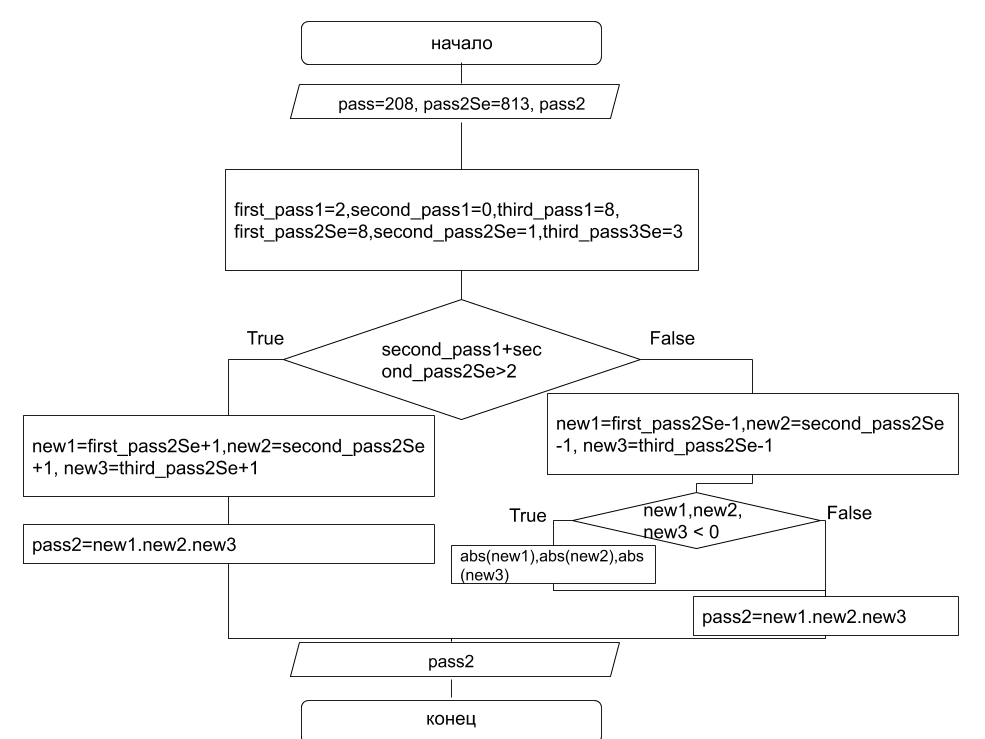 начало
pass=208, pass2Se=813, pass2
first_pass1=2,second_pass1=0,third_pass1=8,
first_pass2Se=8,second_pass2Se=1,third_pass3Se=3
True
False
second_pass1+sec
ond_pass2Se>2
new1=first_pass2Se+1,new2=second_pass2Se
+1, new3=third_pass2Se+1
pass2=new1.new2.new3
new1=first_pass2Se-1,new2=second_pass2Se
-1, new3=third_pass2Se-1
True
False
new1,new2,
new3 < 0
abs(new1),abs(new2),abs
(new3)
pass2=new1.new2.new3
pass2
конец